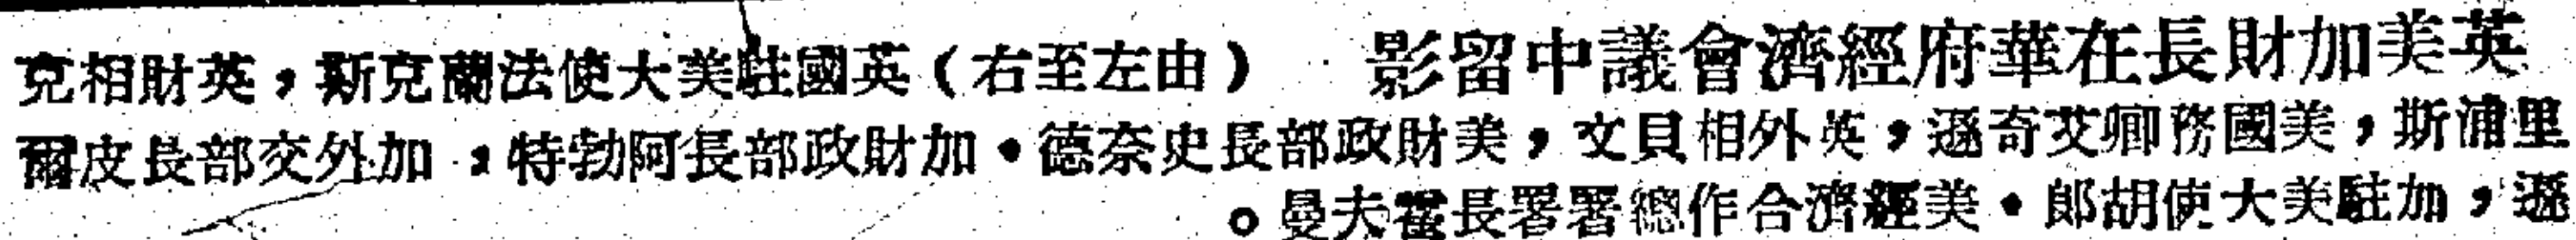 英美加財長在華府經濟會議中留影 （由左至右）英國駐美大使法蘭克斯，英財相克
里浦斯，美國務卿艾奇遜，英外相貝文，美財政部長史奈德・加財政部長阿勃特，加外交部長皮爾
遜，加駐美大使胡郎・美經濟合作總署署長霍夫曼。